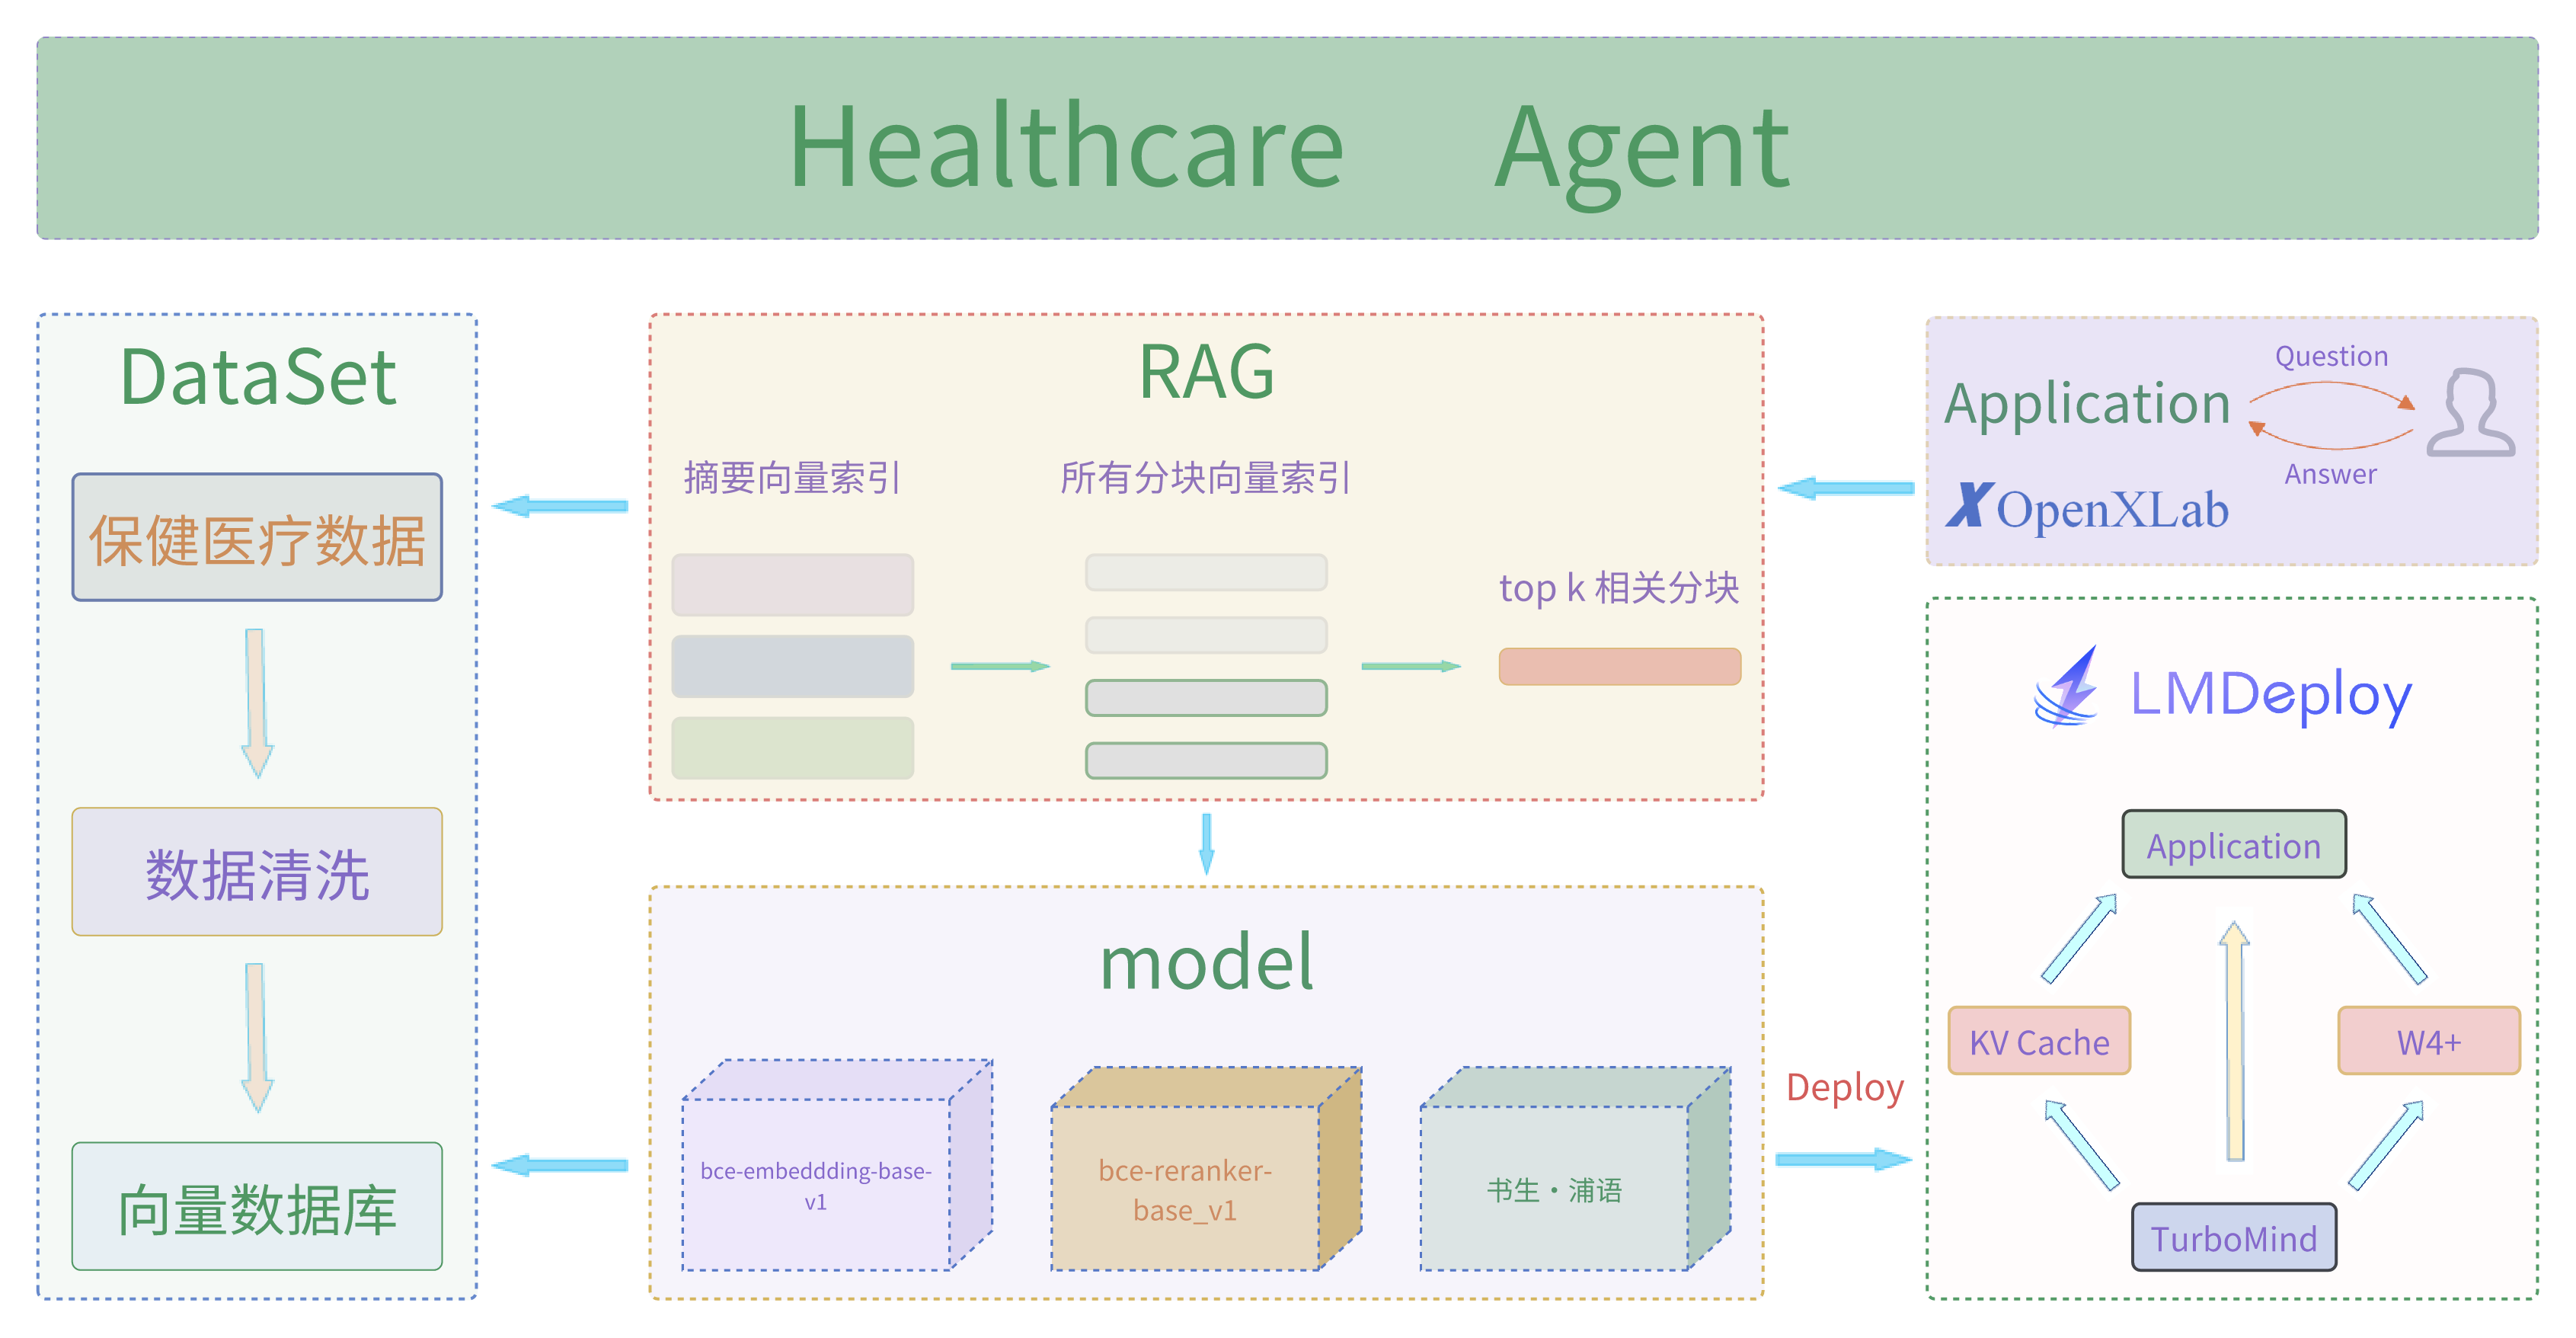 Healthcare Agent
DataSet
保健医疗数据
数据清洗
向量数据库
RAG
摘要向量索引
所有分块向量索引
top k 相关分块
model
bce-embeddding-base-
v1
bce-reranker-
base_v1
书生・浦语
Deploy
Application
Question
Answer
X OpenXLab
LMDeploy
Application
KV Cache
W4+
TurboMind